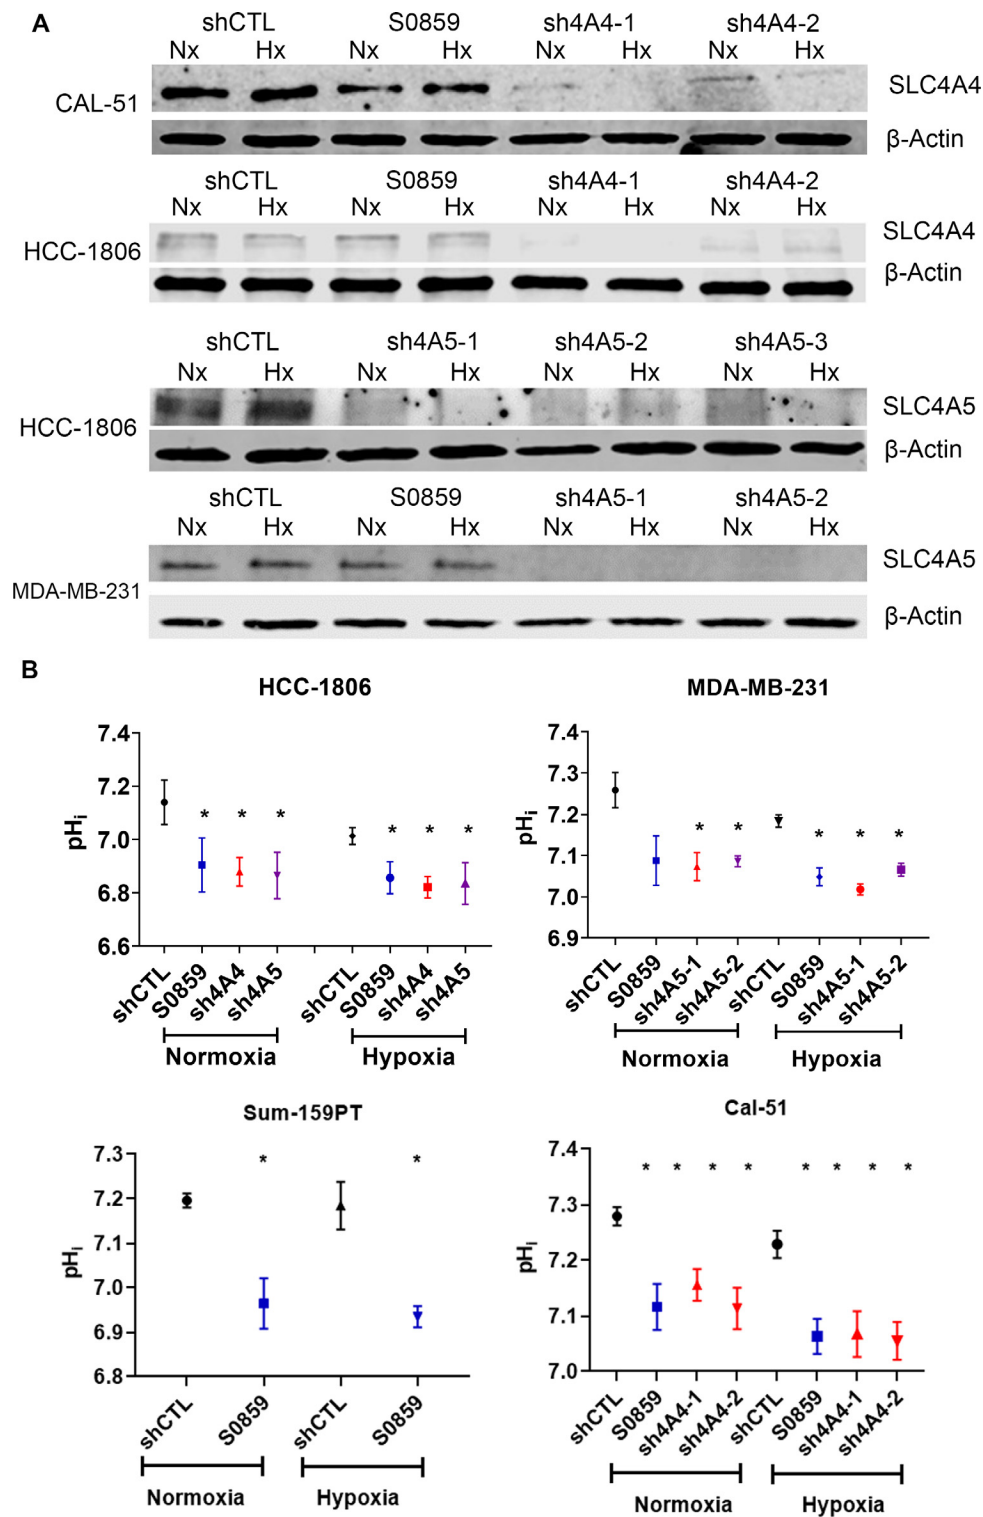 A
shCTL S0859 sh4A4-1 sh4A4-2
Nx Hx Nx Hx Nx Hx Nx Hx
CAL-51
SLC4A4
β-Actin
shCTL S0859 sh4A4-1 sh4A4-2
Nx Hx Nx Hx Nx Hx Nx Hx
HCC-1806
SLC4A4
β-Actin
shCTL sh4A5-1 sh4A5-2 sh4A5-3
Nx Hx Nx Hx Nx Hx Nx Hx
HCC-1806
SLC4A5
β-Actin
shCTL S0859 sh4A5-1 sh4A5-2
Nx Hx Nx Hx Nx Hx Nx Hx
MDA-MB-231
SLC4A5
β-Actin
B
HCC-1806
pHi
7.4
7.2
7.0
6.8
6.6
* * * * * *
shCTL S0859 sh4A4 sh4A5 shCTL S0859 sh4A4 sh4A5
Normoxia Hypoxia
MDA-MB-231
pHi
7.4
7.3
7.2
7.1
7.0
6.9
* * * * *
shCTL S0859 sh4A5-1 sh4A5-2 shCTL S0859 sh4A5-1 sh4A5-2
Normoxia Hypoxia
Sum-159PT
pHi
7.3
7.2
7.1
7.0
6.9
6.8
* *
shCTL S0859 shCTL S0859
Normoxia Hypoxia
Cal-51
pHi
7.4
7.3
7.2
7.1
7.0
* * * * * * * *
shCTL S0859 sh4A4-1 sh4A4-2 shCTL S0859 sh4A4-1 sh4A4-2
Normoxia Hypoxia